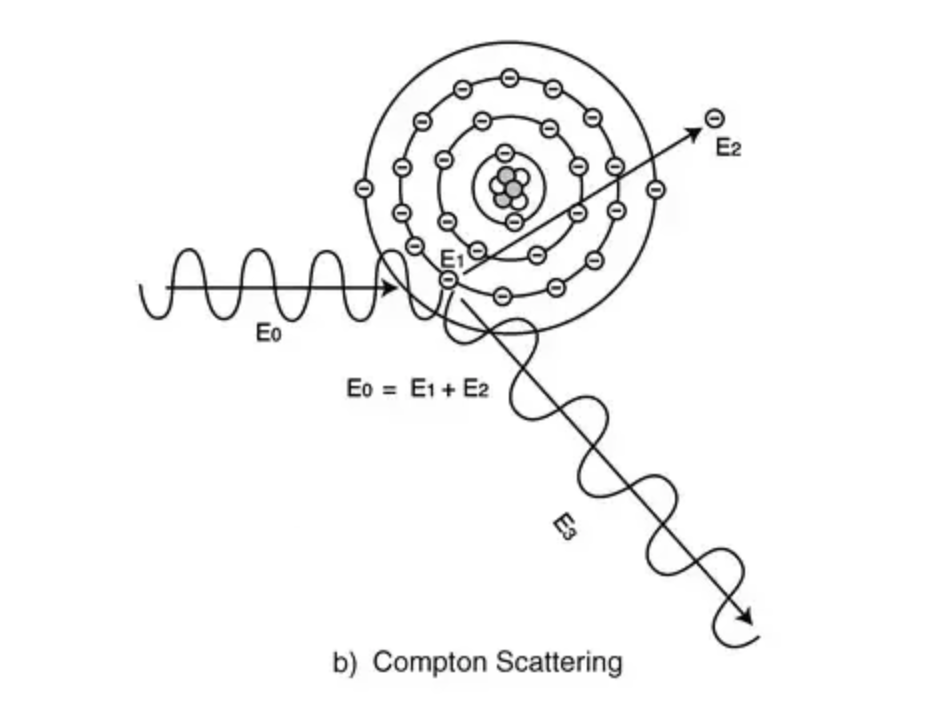 E2
E1
E0
E0 = E1 + E2
E3
b) Compton Scattering